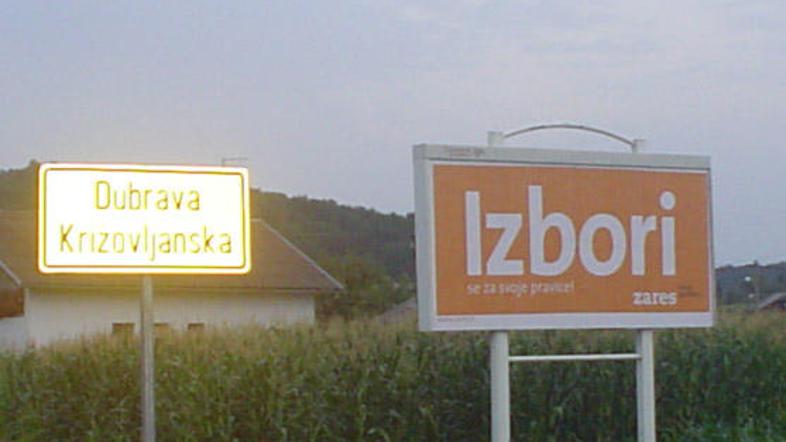 Dubrava
Krizovljanska
Izbori
se za svoje pravice!
zares